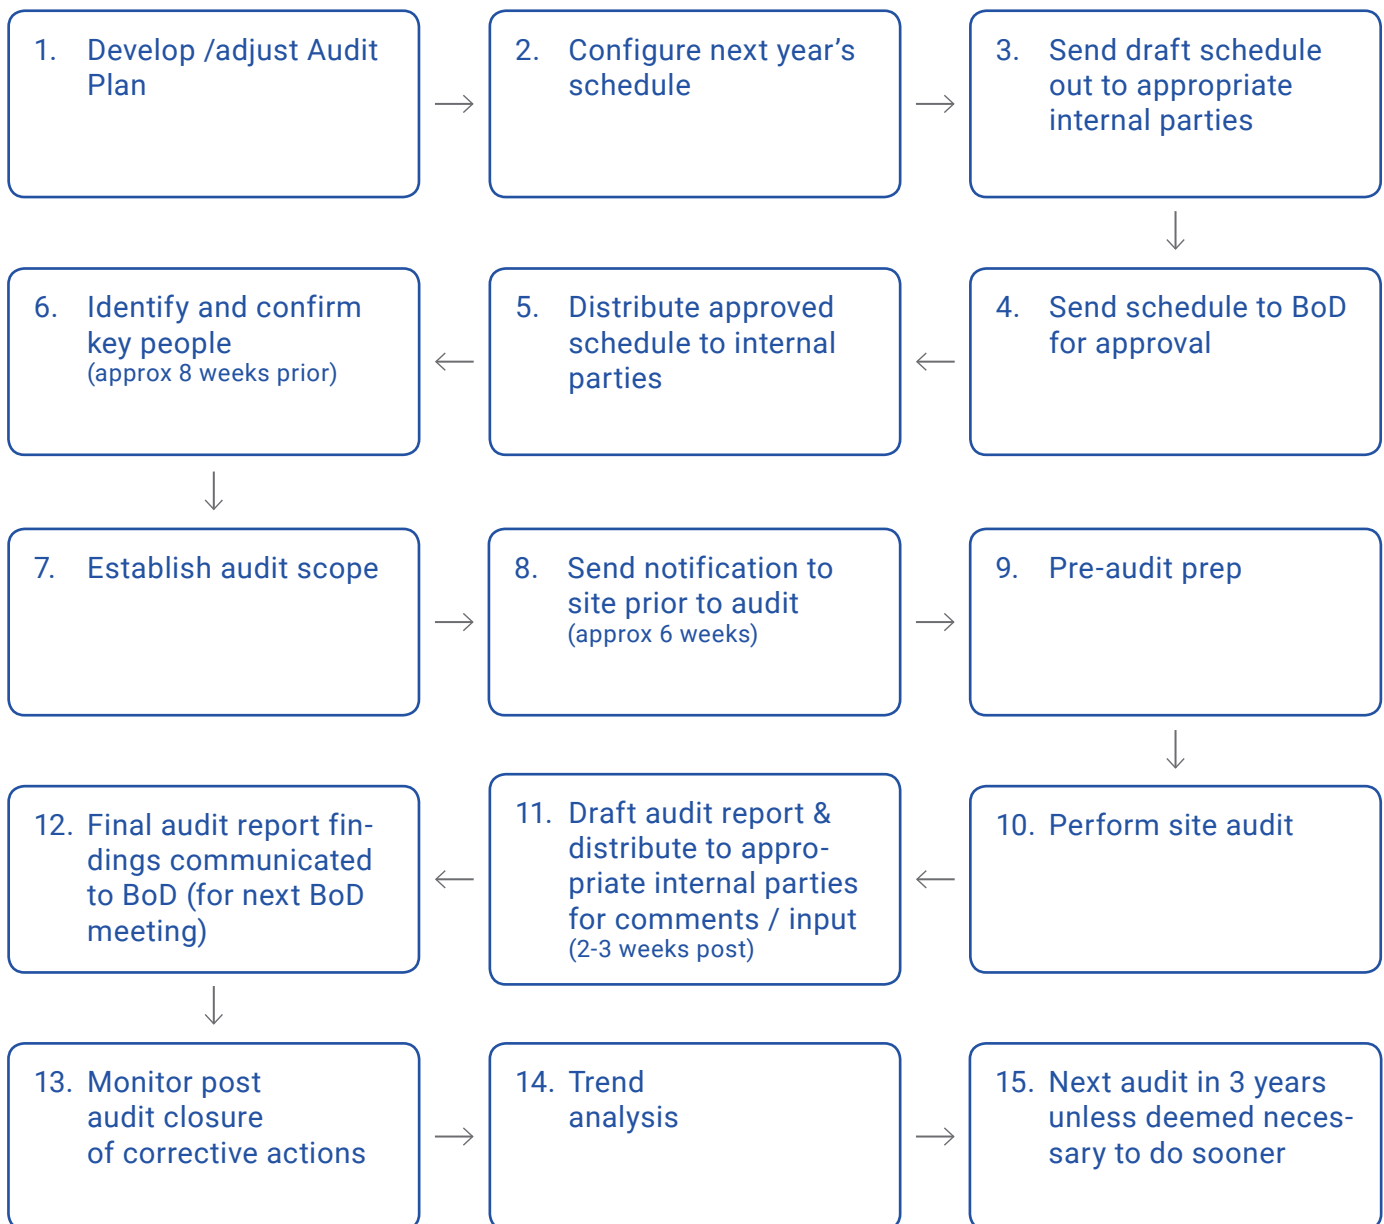 1. Develop /adjust Audit
Plan
2. Configure next year’s
schedule
3. Send draft schedule
out to appropriate
internal parties
4. Send schedule to BoD
for approval
5. Distribute approved
schedule to internal
parties
6. Identify and confirm
key people
(approx 8 weeks prior)
7. Establish audit scope
8. Send notification to
site prior to audit
(approx 6 weeks)
9. Pre-audit prep
10. Perform site audit
11. Draft audit report &
distribute to appro-
priate internal parties
for comments / input
(2-3 weeks post)
12. Final audit report fin-
dings communicated
to BoD (for next BoD
meeting)
13. Monitor post
audit closure
of corrective actions
14. Trend
analysis
15. Next audit in 3 years
unless deemed neces-
sary to do sooner